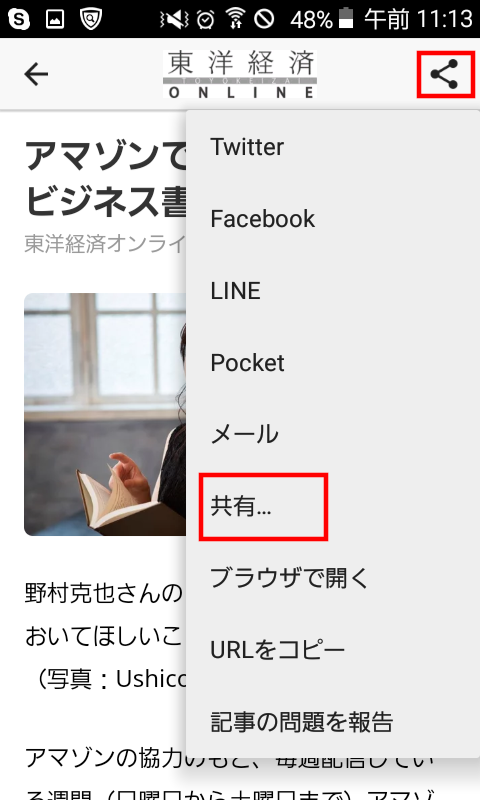 48% 午前 11:13
東洋経済
TOYOKEIZAI
ONLINE
アマゾンで
ビジネス書
東洋経済オンライ
Twitter
Facebook
LINE
Pocket
メール
共有...
ブラウザで開く
URLをコピー
記事の問題を報告
野村克也さんの
おいてほしいこ
（写真：Ushico
アマゾンの協力のもと、毎週配信してい
る週間（日曜日から土曜日まで）アマゾ